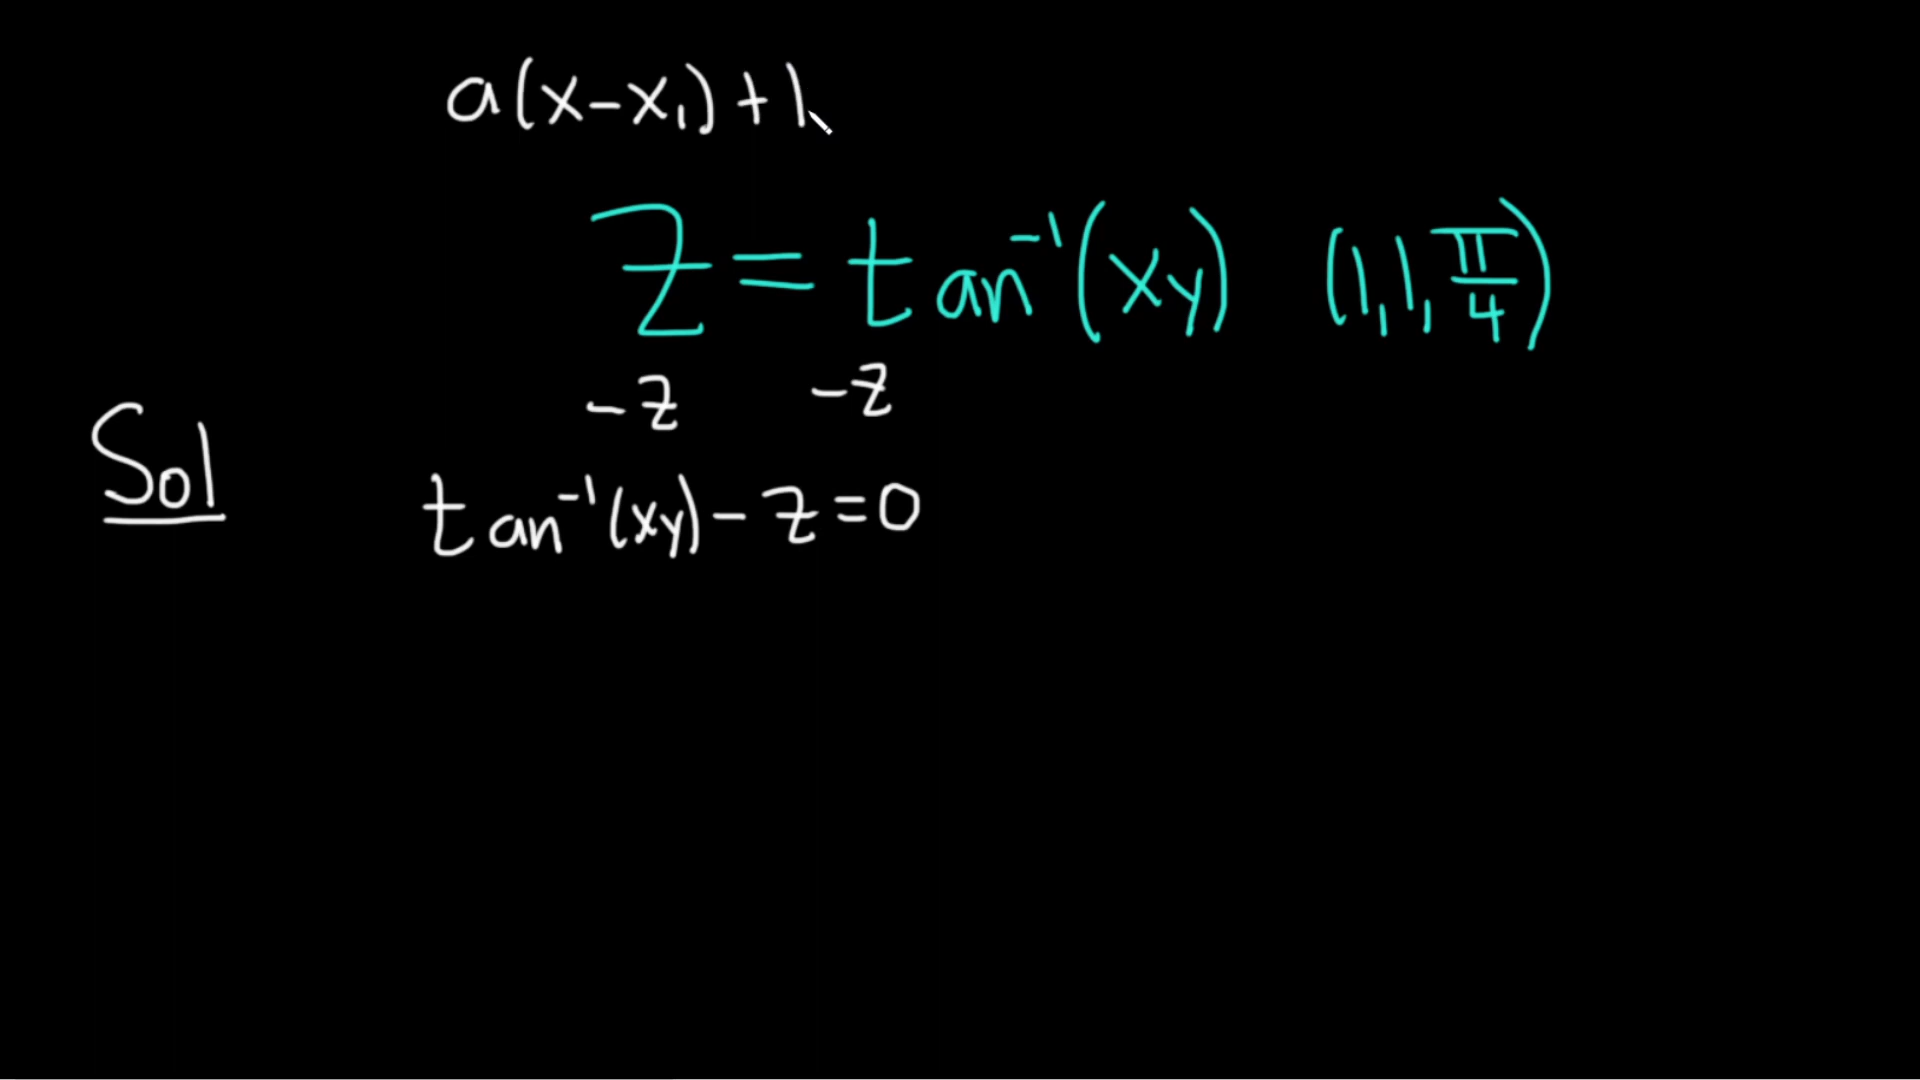 a(x-x₁)+1
z=tan⁻¹(xy) (1,1,π/4)
-z -z
Sol
tan⁻¹(xy)-z=0